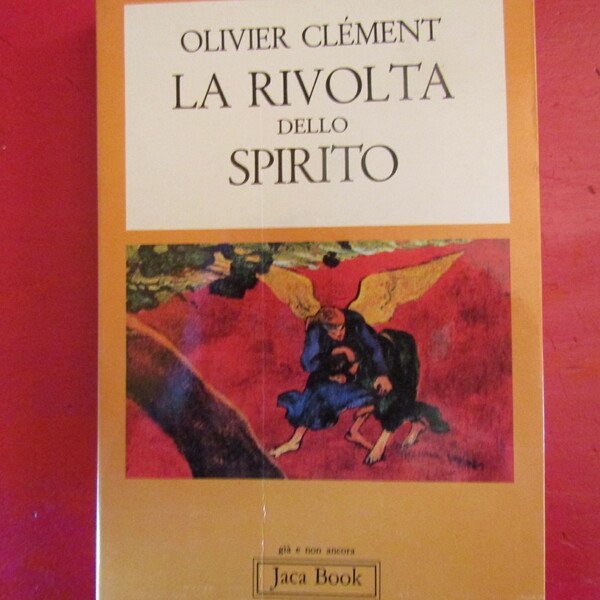 OLIVIER CLÉMENT
LA RIVOLTA
DELLO
SPIRITO
già e non ancora
Jaca Book